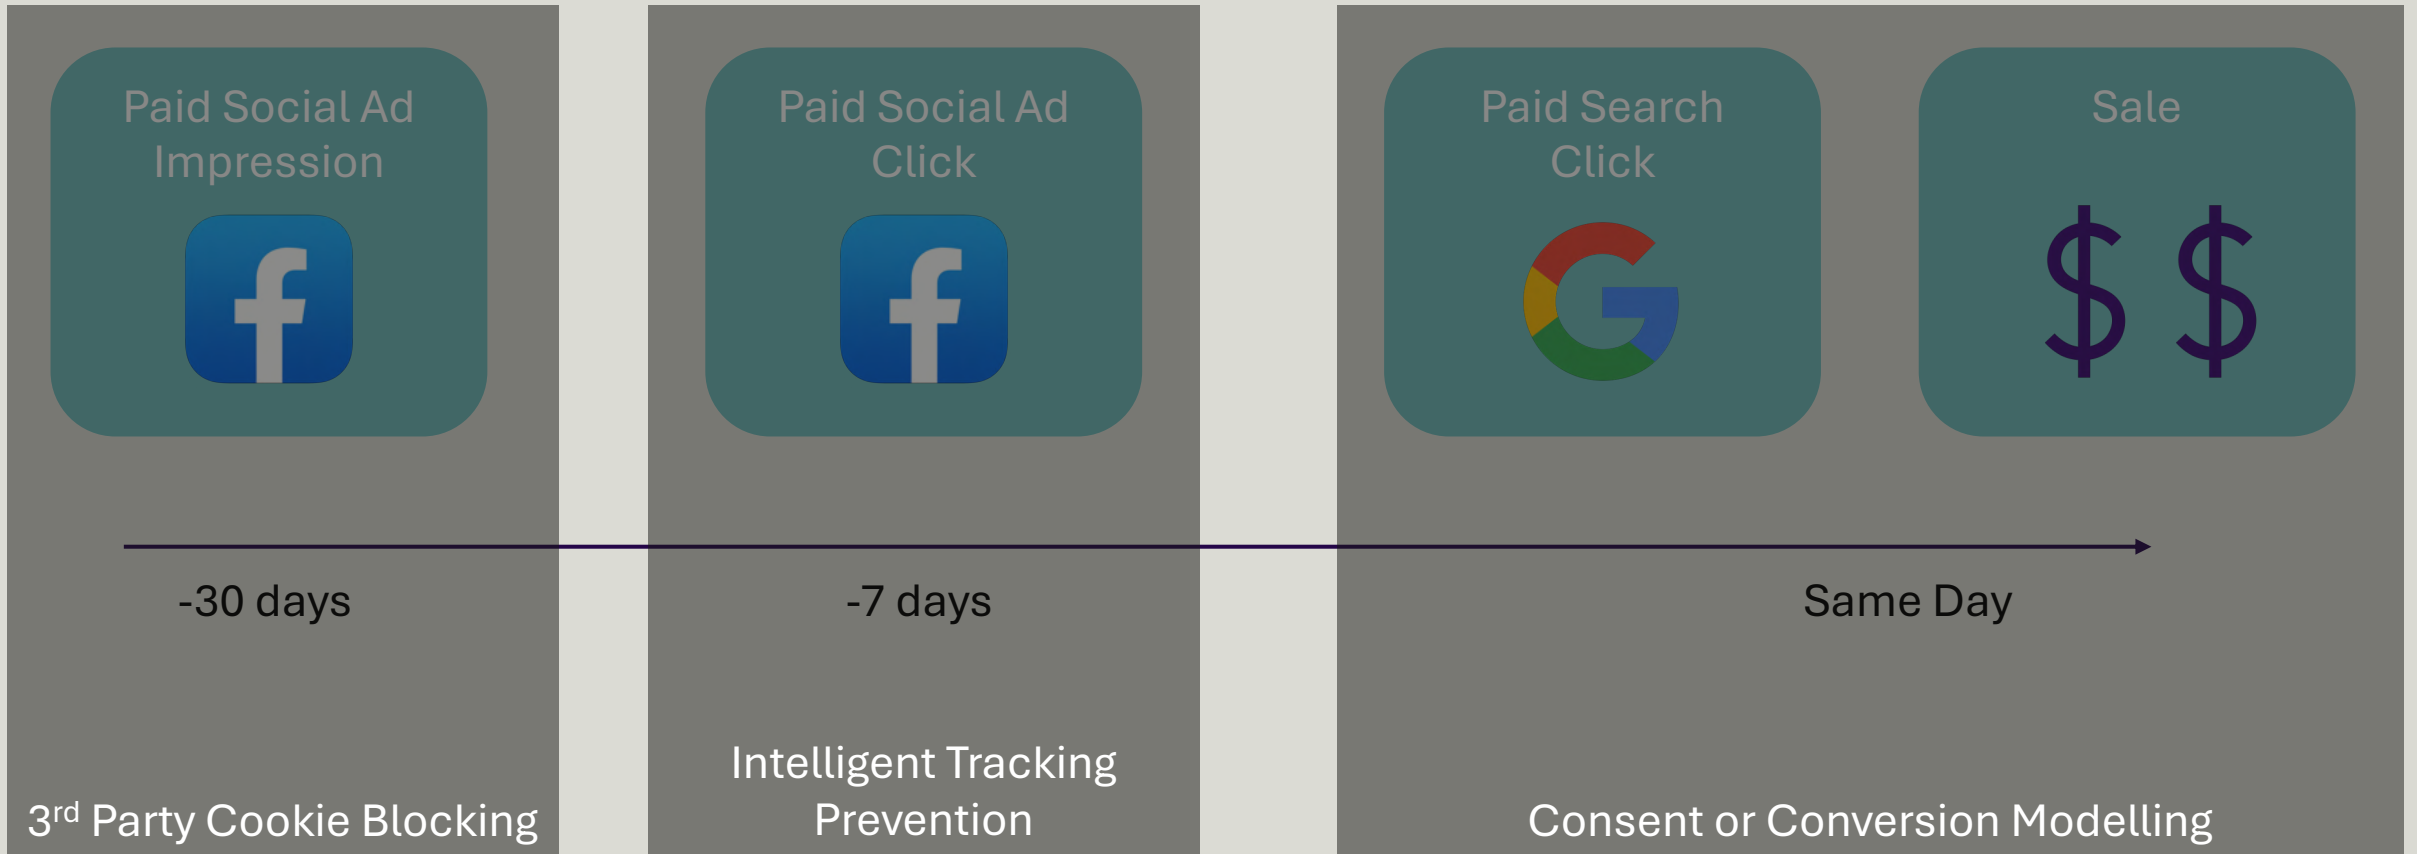 Paid Social Ad
Impression
Paid Social Ad
Click
Paid Search
Click
Sale
-30 days
-7 days
Same Day
3rd Party Cookie Blocking
Intelligent Tracking
Prevention
Consent or Conversion Modelling